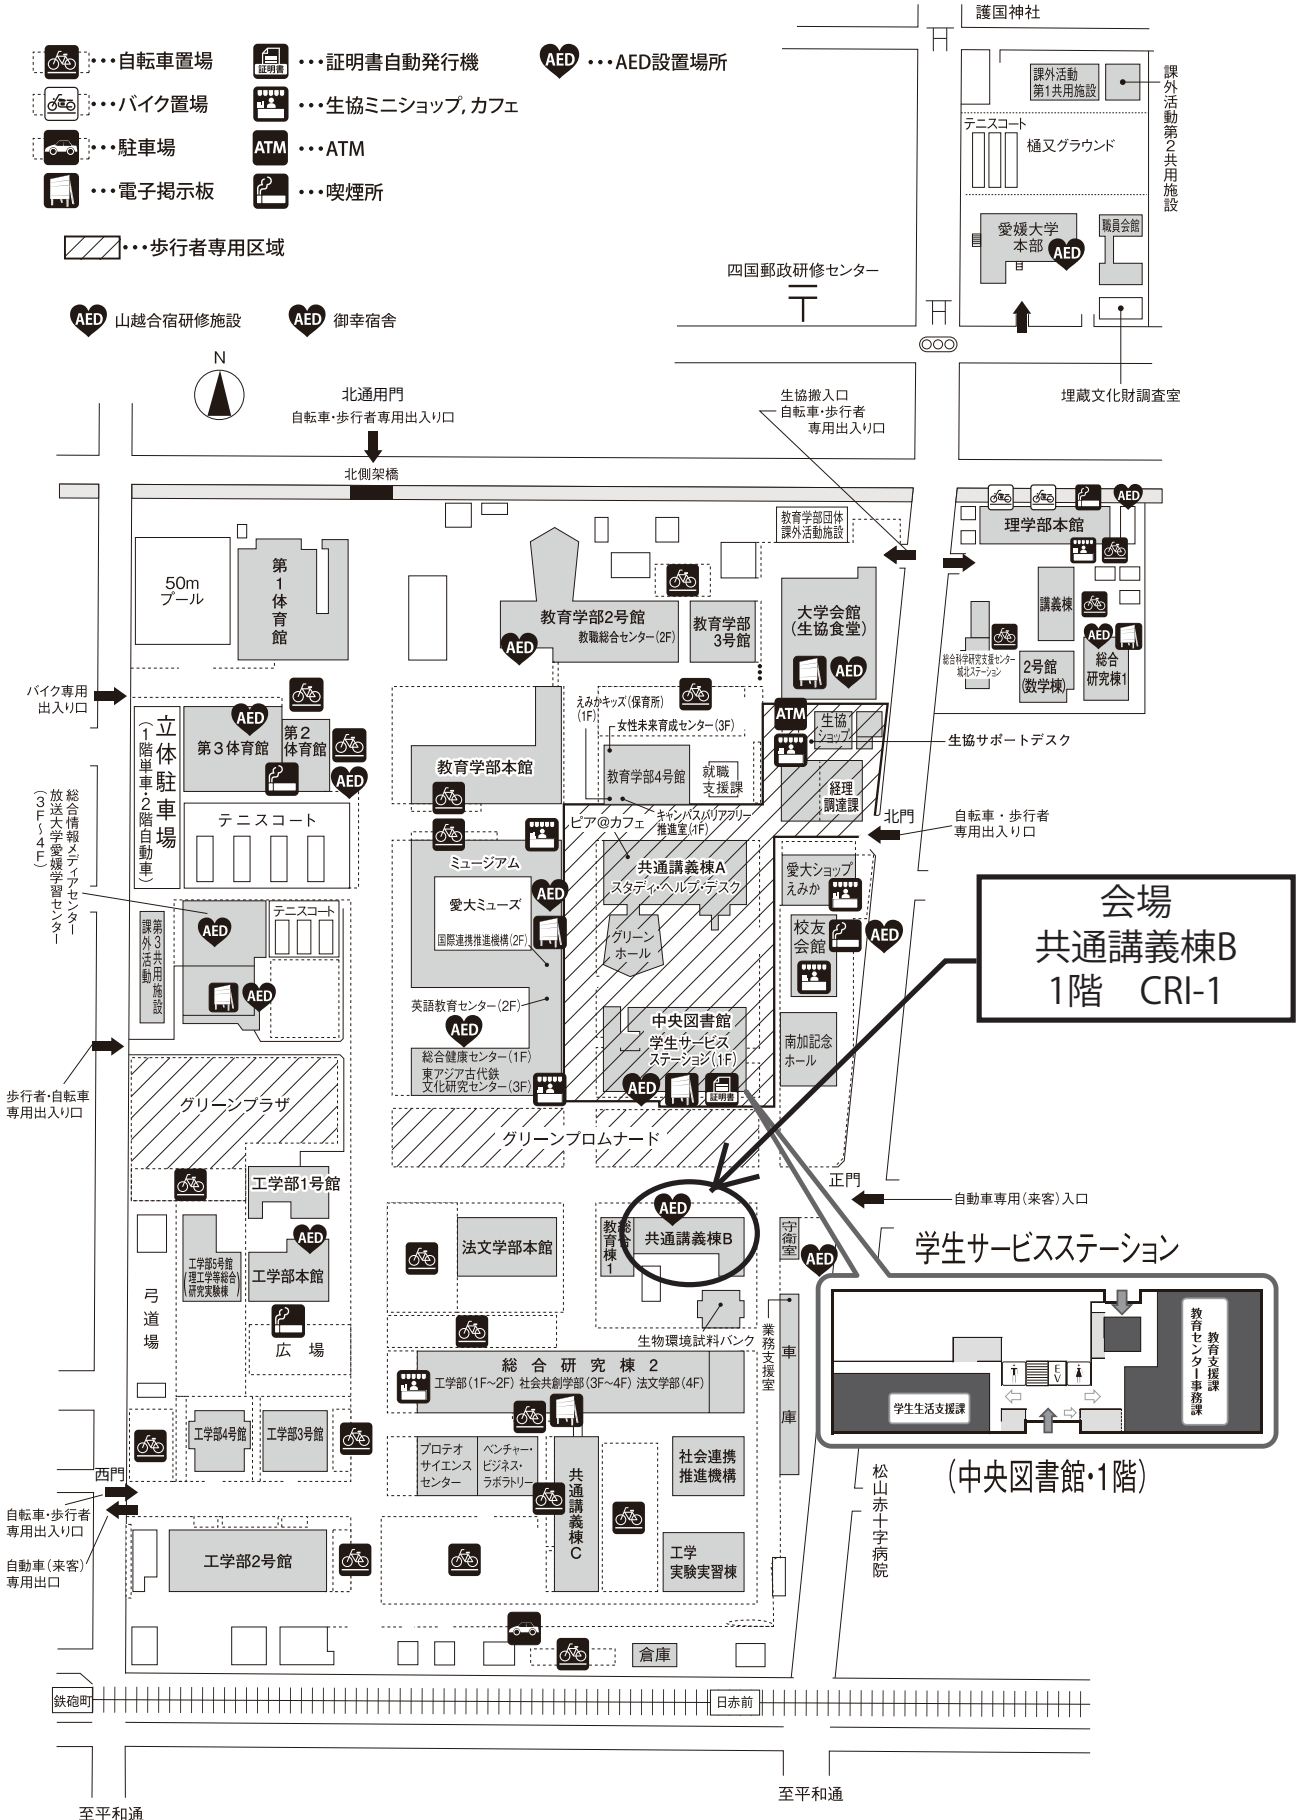 護国神社
・・・自転車置場
証明書
・・・証明書自動発行機
AED
・・・AED設置場所
・・・バイク置場
・・・生協ミニショップ,カフェ
・・・駐車場
ATM
・・・ATM
・・・電子掲示板
・・・喫煙所
・・・歩行者専用区域
AED
山越合宿研修施設
AED
御幸宿舎
N
課外活動
第1共用施設
課外活動第2共用施設
テニスコート
樋又グラウンド
愛媛大学
本部
AED
職員会館
四国郵政研修センター
埋蔵文化財調査室
北通用門
自転車・歩行者専用出入り口
北側架橋
生協搬入口
自転車・歩行者
専用出入り口
教育学部団体
課外活動施設
理学部本館
AED
講義棟
総合科学研究支援センター
城北ステーション
2号館
(数学棟)
AED
総合
研究棟1
50m
プール
第1体育館
教育学部2号館
教職総合センター(2F)
AED
教育学部
3号館
大学会館
(生協食堂)
AED
バイク専用
出入り口
立体駐車場
(1階単車・2階自動車)
AED
第3体育館
第2
体育館
AED
テニスコート
えみかキッズ(保育所)
(1F)
女性未来育成センター(3F)
教育学部本館
教育学部4号館
就職
支援課
ATM
生協
ショップ
生協サポートデスク
経理
調達課
北門
自転車・歩行者
専用出入り口
ピア@カフェ
キャンパスバリアフリー
推進室(1F)
総合情報メディアセンター
放送大学愛媛学習センター
(3F〜4F)
ミュージアム
愛大ミューズ
国際連携推進機構(2F)
AED
共通講義棟A
スタディ・ヘルプ・デスク
グリーン
ホール
愛大ショップ
えみか
校友
会館
AED
会場
共通講義棟B
1階 CRI-1
課外活動
第3共用施設
AED
テニスコート
AED
英語教育センター(2F)
AED
総合健康センター(1F)
東アジア古代鉄
文化研究センター(3F)
中央図書館
学生サービス
ステーション(1F)
AED
証明書
南加記念
ホール
歩行者・自転車
専用出入り口
グリーンプラザ
グリーンプロムナード
工学部1号館
正門
自動車専用(来客)入口
AED
教育棟1
総合
共通講義棟B
守衛室
AED
法文学部本館
工学部5号館
(理工学等総合)
研究実験棟
AED
工学部本館
弓道場
広 場
生物環境試料バンク
業務支援室
車庫
学生サービスステーション
EV
学生生活支援課
教育支援課
教育センター事務課
(中央図書館・1階)
総合研究棟2
工学部(1F~2F) 社会共創学部(3F~4F) 法文学部(4F)
工学部4号館
工学部3号館
プロテオ
サイエンス
センター
ベンチャー・
ビジネス・
ラボラトリー
共通講義棟C
社会連携
推進機構
工学
実験実習棟
西門
自転車・歩行者
専用出入り口
自動車(来客)
専用出口
工学部2号館
松山赤十字病院
倉庫
鉄砲町
日赤前
至平和通
至平和通